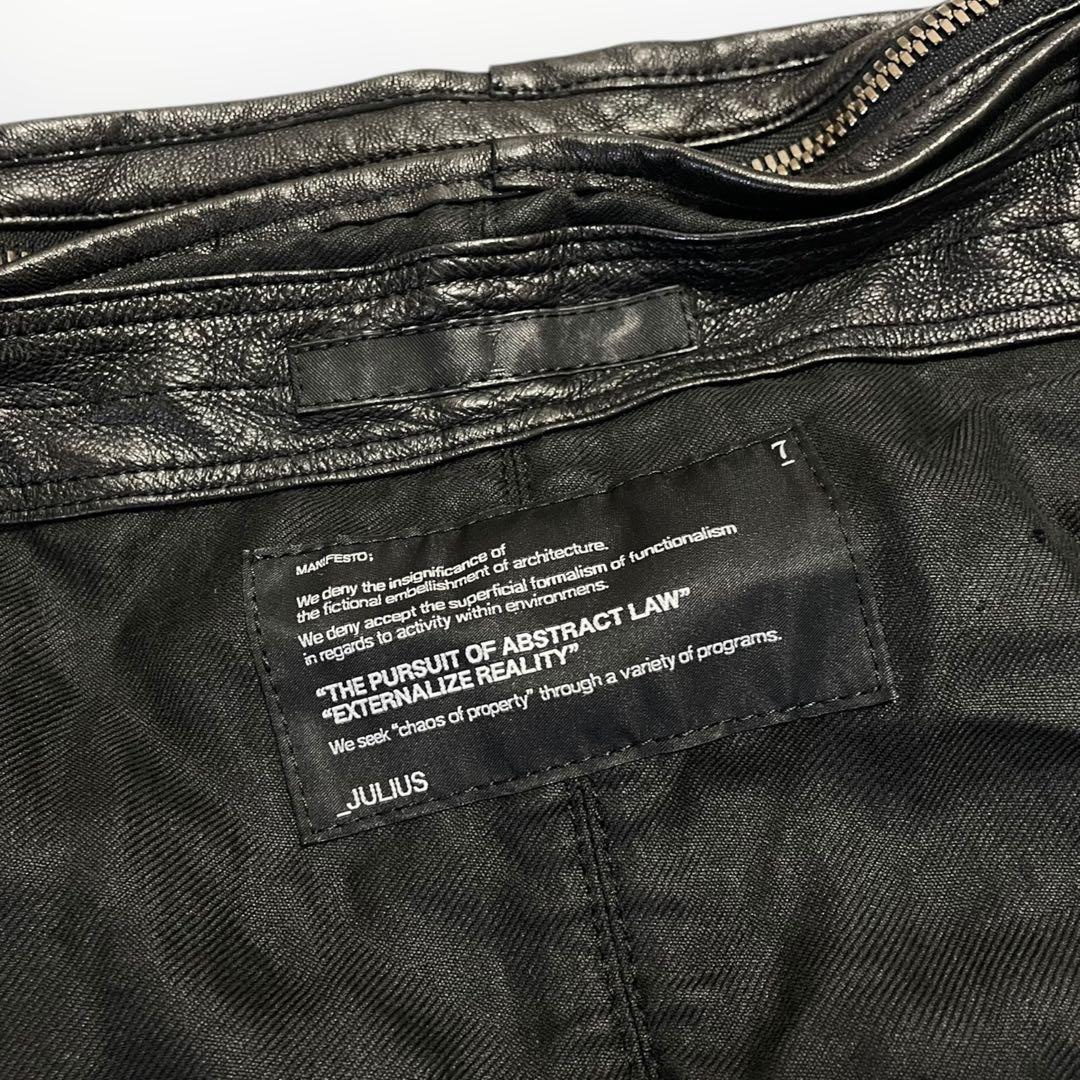 7
MANIFESTO;
We deny the insignificance of
the fictional embellishment of architecture.
We deny accept the superficial formalism of functionalism
in regards to activity within environmens.
“THE PURSUIT OF ABSTRACT LAW”
“EXTERNALIZE REALITY”
We seek “chaos of property” through a variety of programs.
_JULIUS